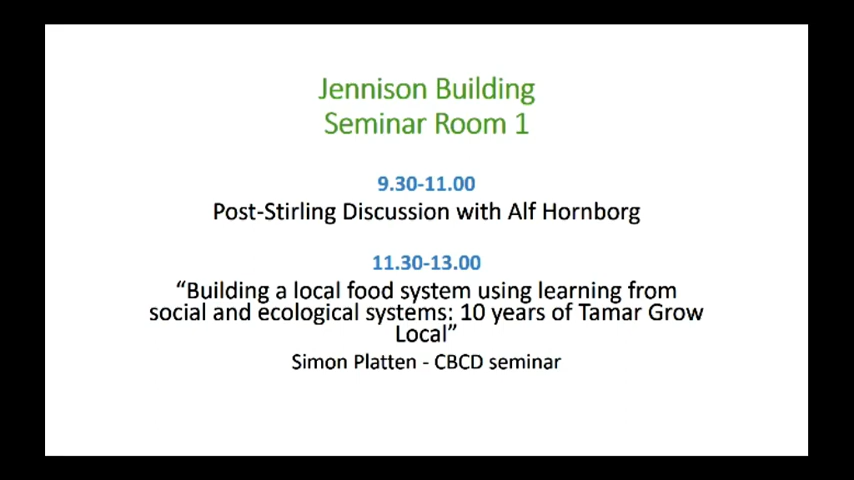 Jennison Building
Seminar Room 1
9.30-11.00
Post-Stirling Discussion with Alf Hornborg
11.30-13.00
“Building a local food system using learning from
social and ecological systems: 10 years of Tamar Grow
Local”
Simon Platten - CBCD seminar